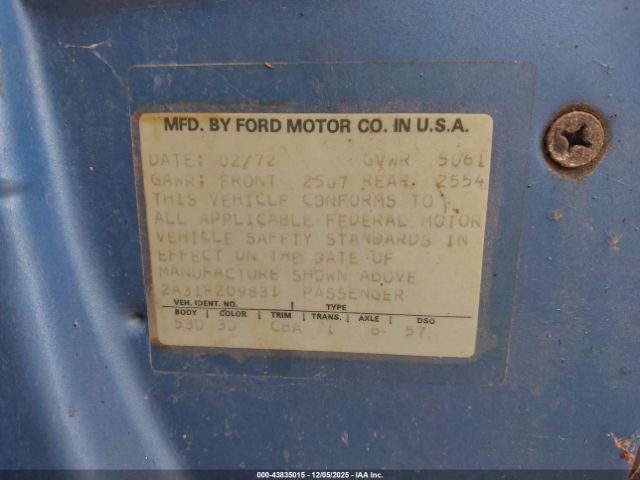 MFD. BY FORD MOTOR CO. IN U.S.A.
DATE: 02/72 GVWR 5061
GAWR: FRONT 2507 REAR 2554
THIS VEHICLE CONFORMS TO
ALL APPLICABLE FEDERAL MOTOR
VEHICLE SAFFTY STANDARDS IN
EFFECT ON THE DATE OF
MANUFACTURE SHOWN ABOVE
2A31F209831 PASSENGER
VEH. IDENT. NO. TYPE
BODY COLOR TRIM TRANS. AXLE DSO
53D 3D CBA 1 6 57
000-43835015 - 12/05/2025 - IAA Inc.